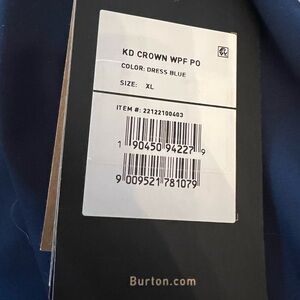 KD CROWN WPF PO
COLOR: DRESS BLUE
SIZE: XL
ITEM #: 22122100403
1 90450 94227 9
9 009521 781079
Burton.com